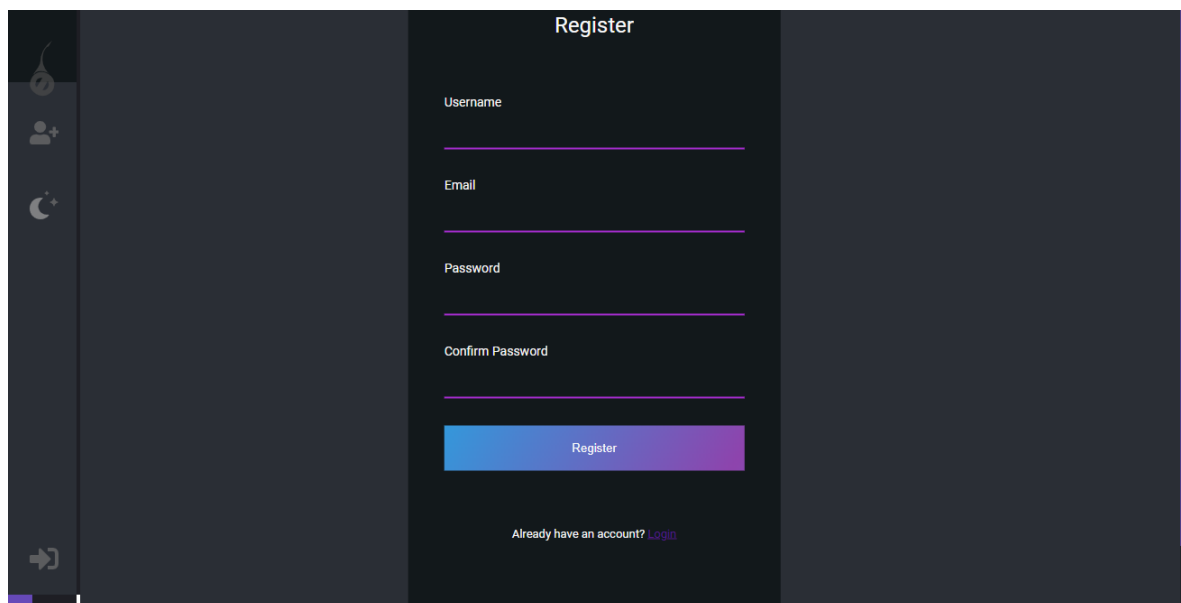 Register
Username
Email
Password
Confirm Password
Register
Already have an account? Login